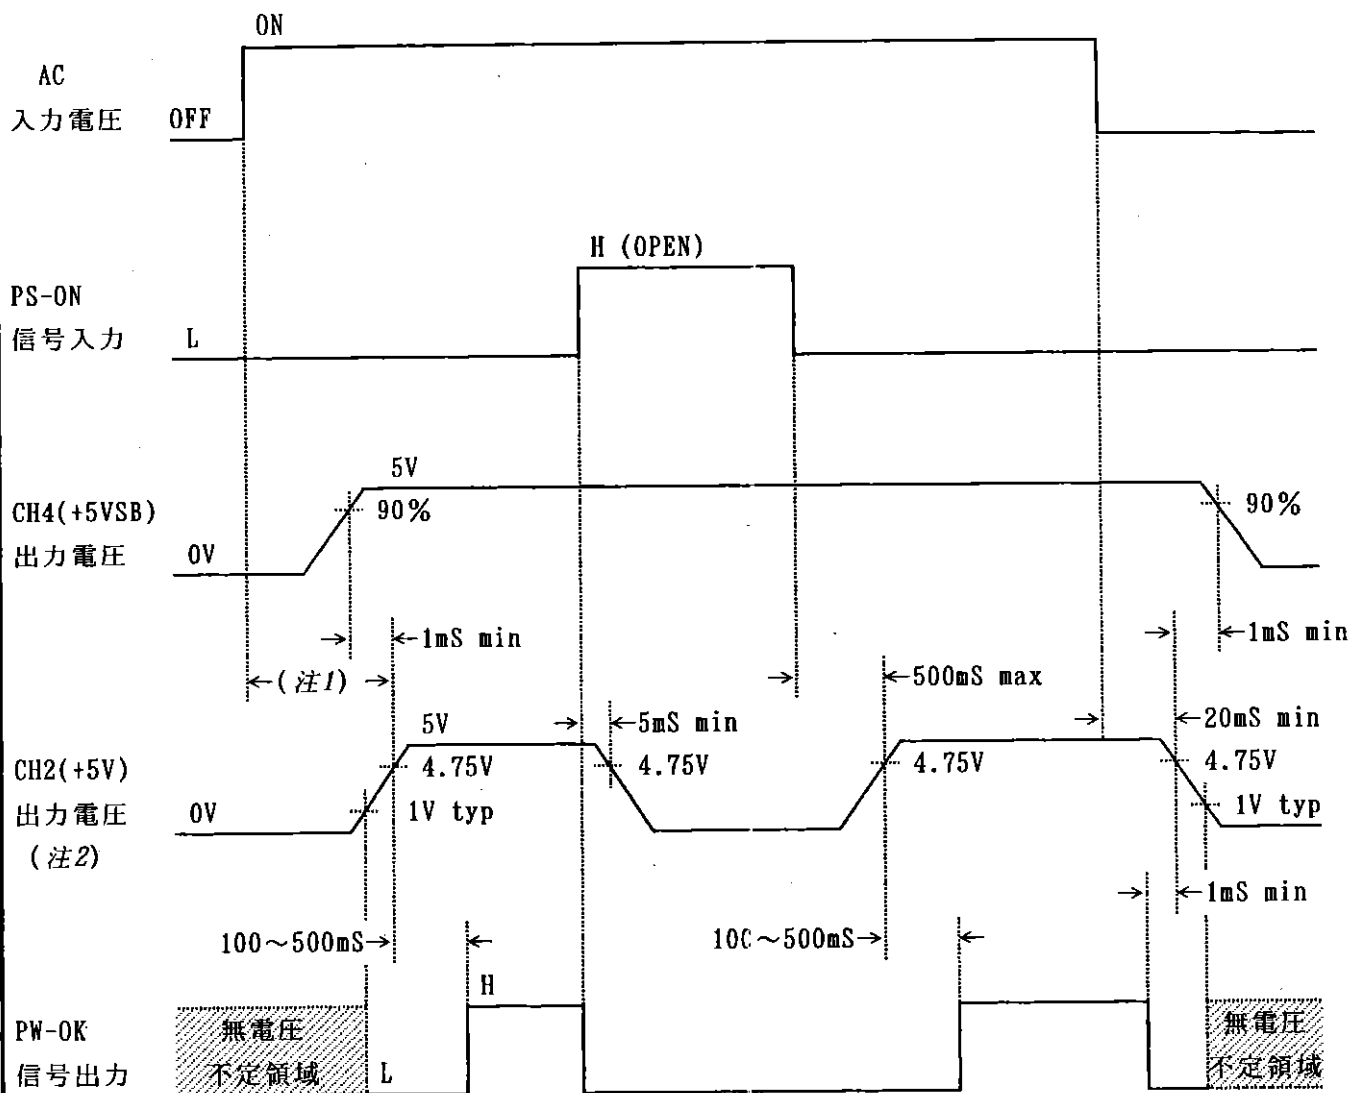 ON
AC
入力電圧
OFF
H (OPEN)
PS-ON
信号入力
L
5V
CH4(+5VSB)
90%
90%
出力電圧
0V
→ ←1mS min
→ ←1mS min
←(注1)→
→ ←500mS max
5V
→ ←5mS min
→ ←20mS min
CH2(+5V)
4.75V
4.75V
4.75V
4.75V
出力電圧
0V
1V typ
1V typ
(注2)
→ ←1mS min
100～500mS→ ←
100～500mS→ ←
H
PW-OK
無電圧
無電圧
信号出力
不定領域
L
不定領域